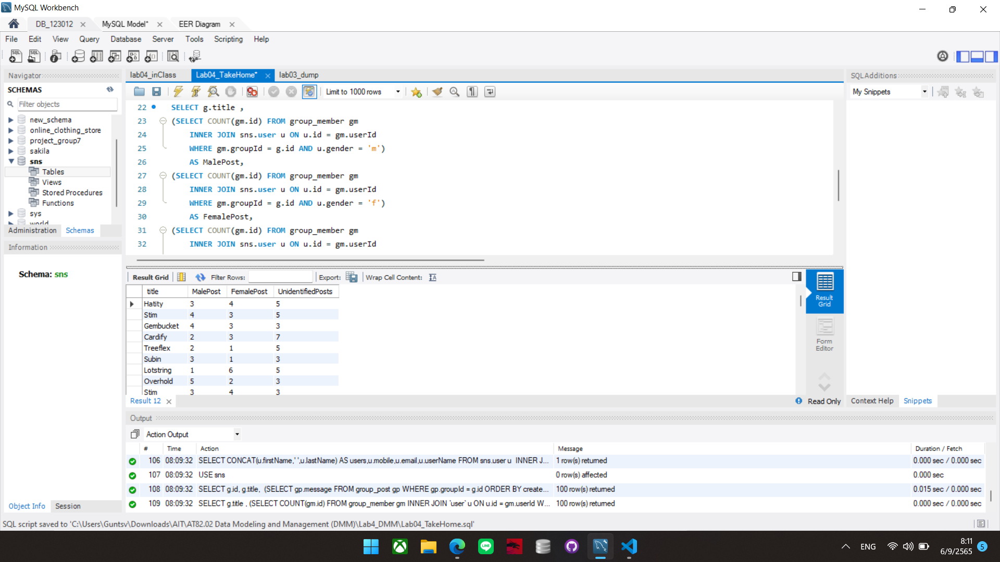 MySQL Workbench
DB_123012
MySQL Model*
EER Diagram
File Edit View Query Database Server Tools Scripting Help
Navigator
SCHEMAS
Filter objects
new_schema
online_clothing_store
project_group7
sakila
sns
Tables
Views
Stored Procedures
Functions
sys
world
Administration Schemas
Information
Schema: sns
Object Info Session
lab04_inClass Lab04_TakeHome* lab03_dump
Limit to 1000 rows
22 SELECT g.title ,
23 (SELECT COUNT(gm.id) FROM group_member gm
24 INNER JOIN sns.user u ON u.id = gm.userId
25 WHERE gm.groupId = g.id AND u.gender = 'm')
26 AS MalePost,
27 (SELECT COUNT(gm.id) FROM group_member gm
28 INNER JOIN sns.user u ON u.id = gm.userId
29 WHERE gm.groupId = g.id AND u.gender = 'f')
30 AS FemalePost,
31 (SELECT COUNT(gm.id) FROM group_member gm
32 INNER JOIN sns.user u ON u.id = gm.userId
Result Grid Filter Rows: Export: Wrap Cell Content:
title MalePost FemalePost UnidentifiedPosts
Hatity 3 4 5
Stim 4 3 5
Gembucket 4 3 3
Cardify 2 3 7
Treeflex 2 1 5
Subin 3 1 3
Lotstring 1 6 5
Overhold 5 2 3
Stim 3 4 3
Result Grid
Form Editor
Result 12
Read Only
SQLAdditions
My Snippets
Context Help Snippets
Output
Action Output
# Time Action Message Duration / Fetch
106 08:09:32 SELECT CONCAT(u.firstName,' ',u.lastName) AS users,u.mobile,u.email,u.userName FROM sns.user u INNER J... 1 row(s) returned 0.000 sec / 0.000 sec
107 08:09:32 USE sns 0 row(s) affected 0.000 sec
108 08:09:32 SELECT g.id, g.title, (SELECT gp.message FROM group_post gp WHERE gp.groupId = g.id ORDER BY create... 100 row(s) returned 0.015 sec / 0.000 sec
109 08:09:32 SELECT g.title , (SELECT COUNT(gm.id) FROM group_member gm INNER JOIN `user` u ON u.id = gm.userId W... 100 row(s) returned 0.000 sec / 0.000 sec
SQL script saved to 'C:\Users\Guntsv\Downloads\AIT\AT82.02 Data Modeling and Management (DMM)\Lab4_DMM\Lab04_TakeHome.sql'
LINE
ENG
8:11
6/9/2565
5